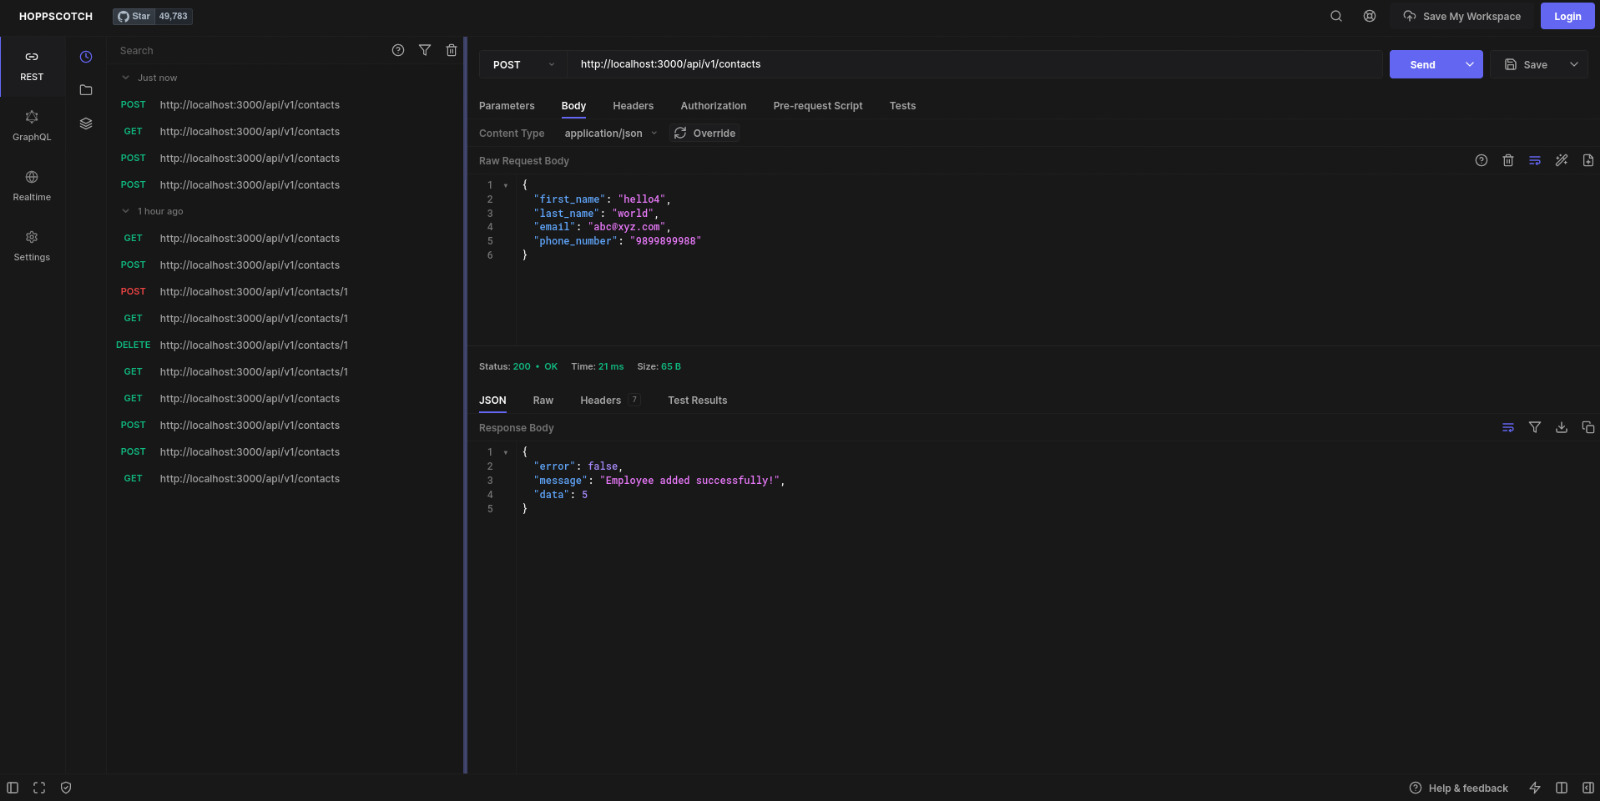 HOPPSCOTCH
Star 49,783
Save My Workspace
Login
REST
GraphQL
Realtime
Settings
Search
Just now
POST http://localhost:3000/api/v1/contacts
GET http://localhost:3000/api/v1/contacts
POST http://localhost:3000/api/v1/contacts
POST http://localhost:3000/api/v1/contacts
1 hour ago
GET http://localhost:3000/api/v1/contacts
POST http://localhost:3000/api/v1/contacts
POST http://localhost:3000/api/v1/contacts/1
GET http://localhost:3000/api/v1/contacts/1
DELETE http://localhost:3000/api/v1/contacts/1
GET http://localhost:3000/api/v1/contacts/1
GET http://localhost:3000/api/v1/contacts
POST http://localhost:3000/api/v1/contacts
POST http://localhost:3000/api/v1/contacts
GET http://localhost:3000/api/v1/contacts
POST http://localhost:3000/api/v1/contacts
Send
Save
Parameters Body Headers Authorization Pre-request Script Tests
Content Type application/json Override
Raw Request Body
1 {
2 "first_name": "hello4",
3 "last_name": "world",
4 "email": "abc@xyz.com",
5 "phone_number": "9899899988"
6 }
Status: 200 • OK Time: 21 ms Size: 65 B
JSON Raw Headers 7 Test Results
Response Body
1 {
2 "error": false,
3 "message": "Employee added successfully!",
4 "data": 5
5 }
Help & feedback